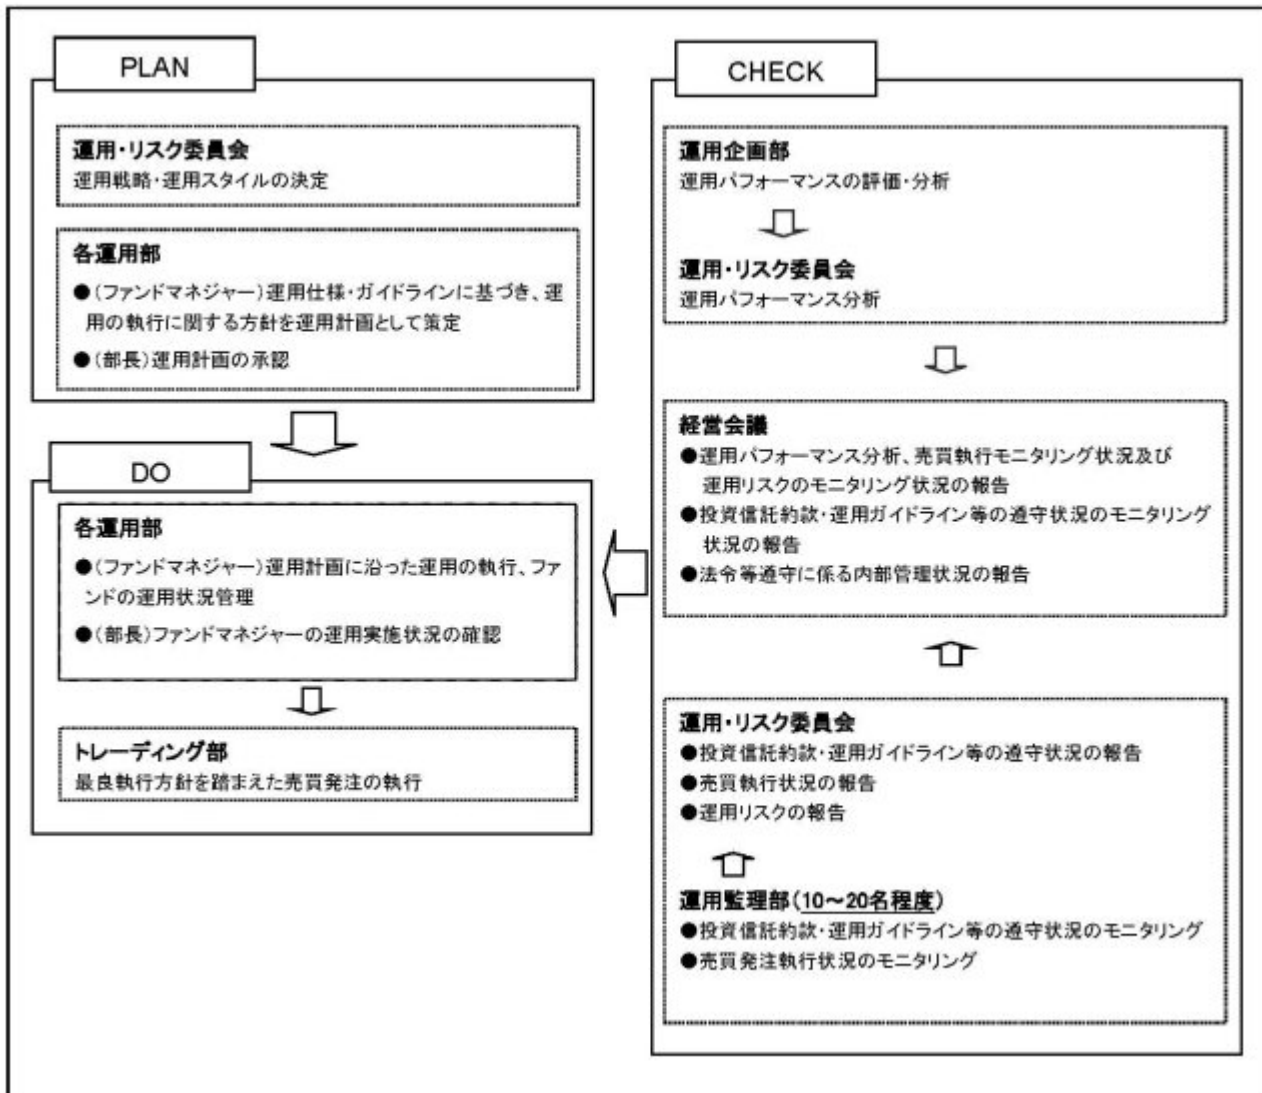 PLAN
運用・リスク委員会
運用戦略・運用スタイルの決定
各運用部
●(ファンドマネジャー)運用仕様・ガイドラインに基づき、運
用の執行に関する方針を運用計画として策定
●(部長)運用計画の承認
DO
各運用部
●(ファンドマネジャー)運用計画に沿った運用の執行、ファ
ンドの運用状況管理
●(部長)ファンドマネジャーの運用実施状況の確認
トレーディング部
最良執行方針を踏まえた売買発注の執行
CHECK
運用企画部
運用パフォーマンスの評価・分析
運用・リスク委員会
運用パフォーマンス分析
経営会議
●運用パフォーマンス分析、売買執行モニタリング状況及び
運用リスクのモニタリング状況の報告
●投資信託約款・運用ガイドライン等の遵守状況のモニタリング
状況の報告
●法令等遵守に係る内部管理状況の報告
運用・リスク委員会
●投資信託約款・運用ガイドライン等の遵守状況の報告
●売買執行状況の報告
●運用リスクの報告
運用監理部(10～20名程度)
●投資信託約款・運用ガイドライン等の遵守状況のモニタリング
●売買発注執行状況のモニタリング